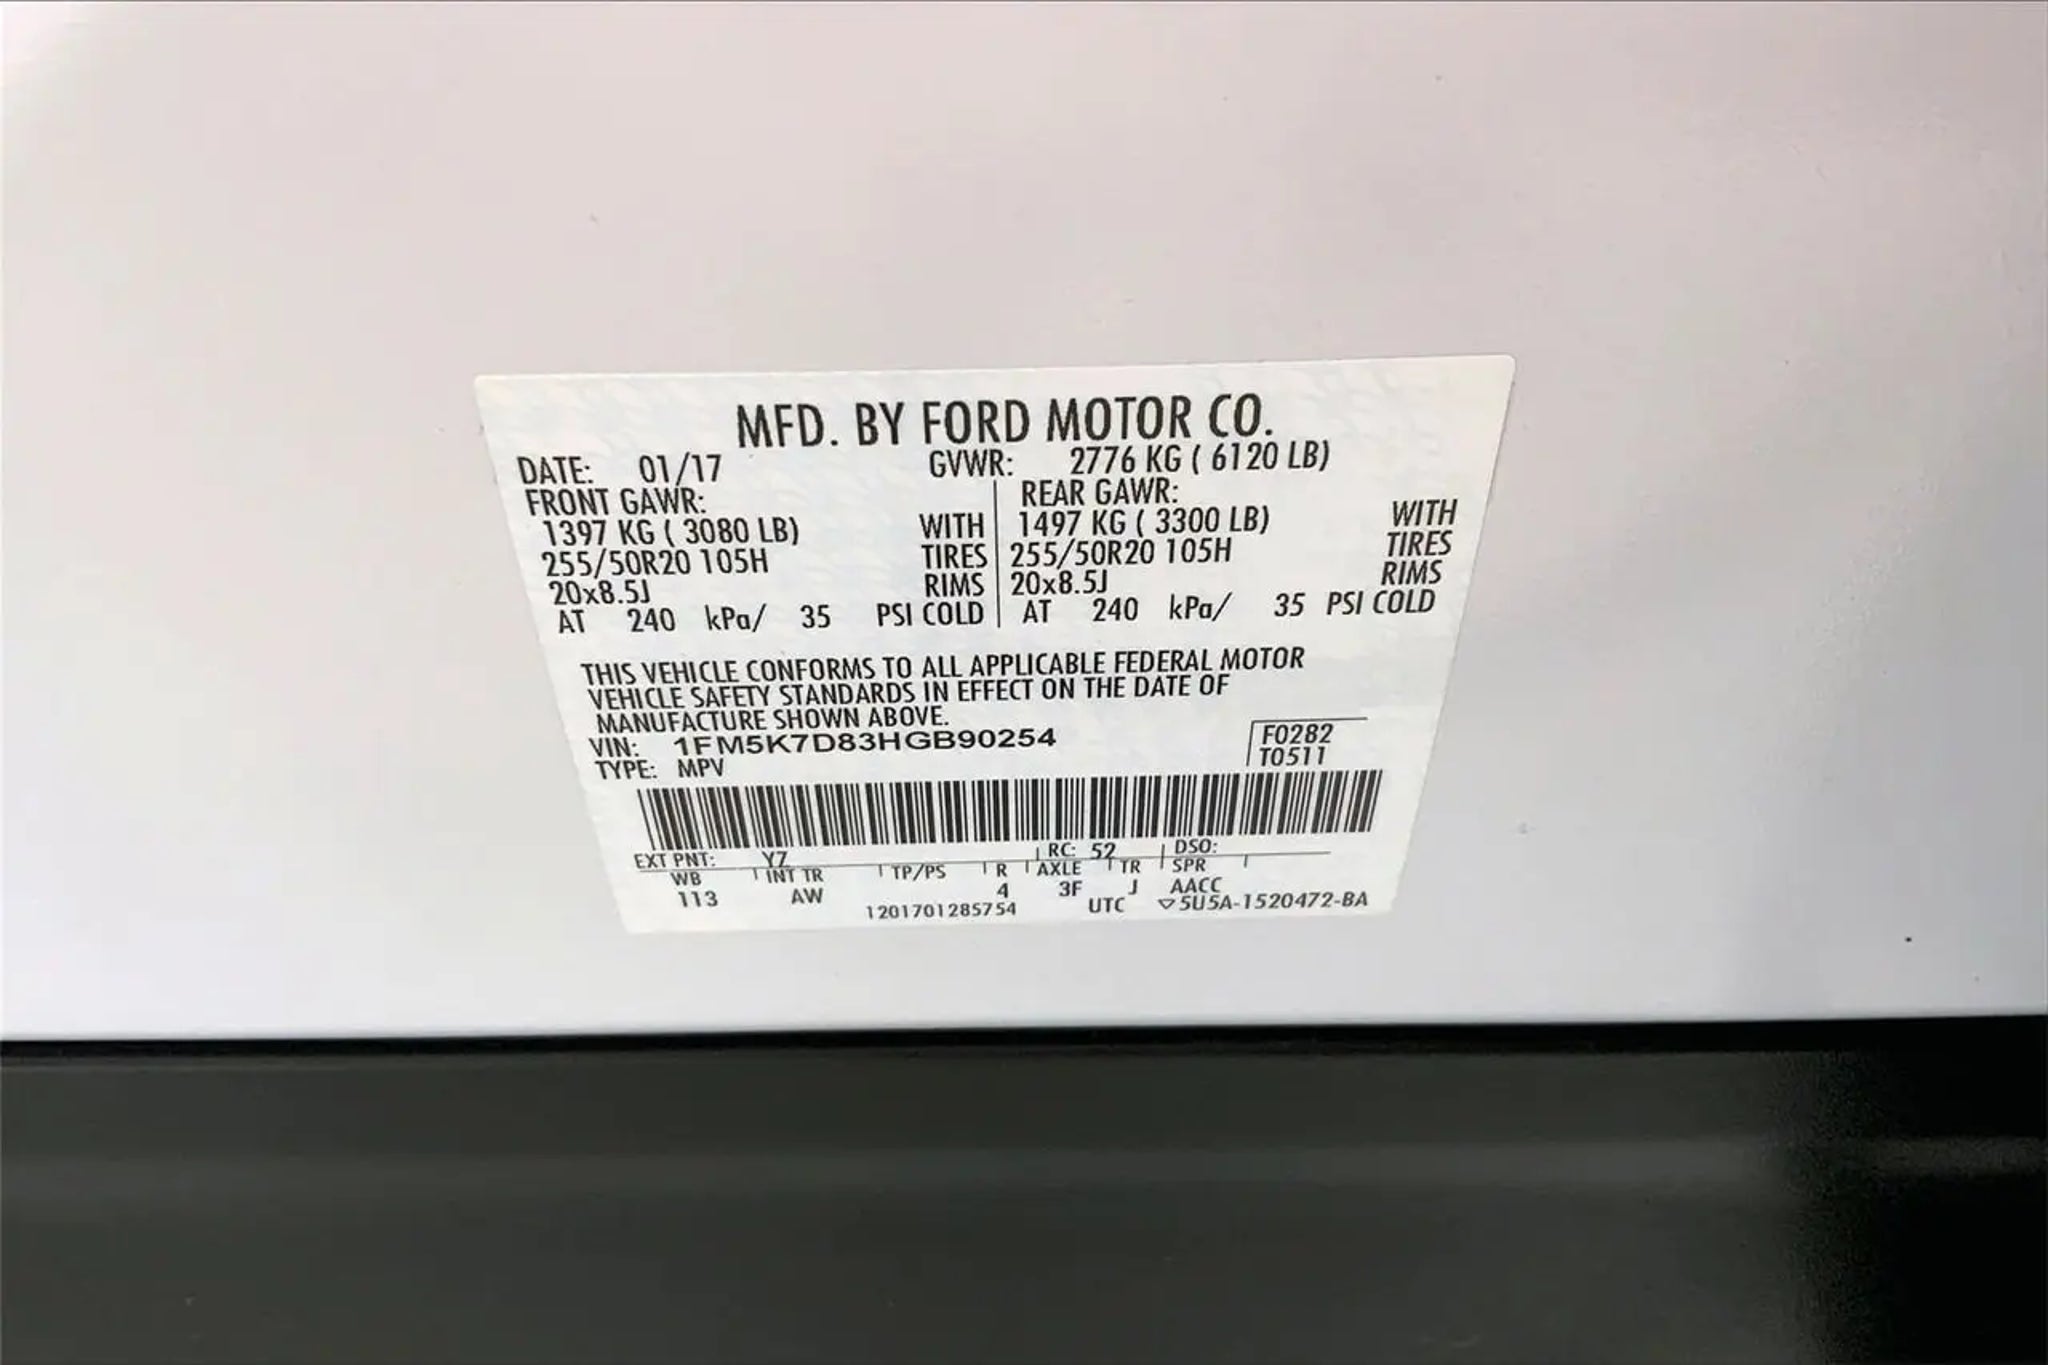 MFD. BY FORD MOTOR CO.
DATE: 01/17 GVWR: 2776 KG ( 6120 LB)
FRONT GAWR: REAR GAWR:
1397 KG ( 3080 LB) WITH 1497 KG ( 3300 LB) WITH
255/50R20 105H TIRES 255/50R20 105H TIRES
20x8.5J RIMS 20x8.5J RIMS
AT 240 kPa/ 35 PSI COLD AT 240 kPa/ 35 PSI COLD
THIS VEHICLE CONFORMS TO ALL APPLICABLE FEDERAL MOTOR
VEHICLE SAFETY STANDARDS IN EFFECT ON THE DATE OF
MANUFACTURE SHOWN ABOVE.
VIN: 1FM5K7D83HGB90254 F0282
TYPE: MPV T0511
EXT PNT: YZ RC: 52 DSO:
WB INT TR TP/PS R AXLE TR SPR
113 AW 4 3F J AACC
1201701285754 UTC ▽5U5A-1520472-BA